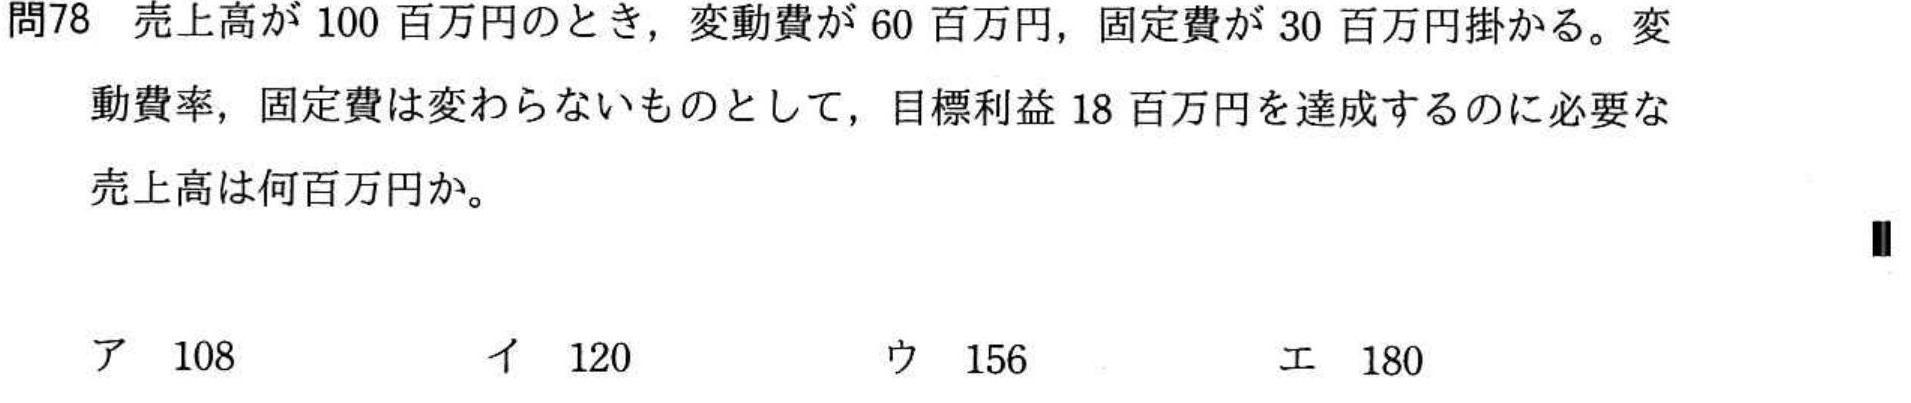 問78 売上高が 100 百万円のとき，変動費が 60 百万円，固定費が 30 百万円掛かる。変
動費率，固定費は変わらないものとして，目標利益 18 百万円を達成するのに必要な
売上高は何百万円か。
ア 108 イ 120 ウ 156 エ 180